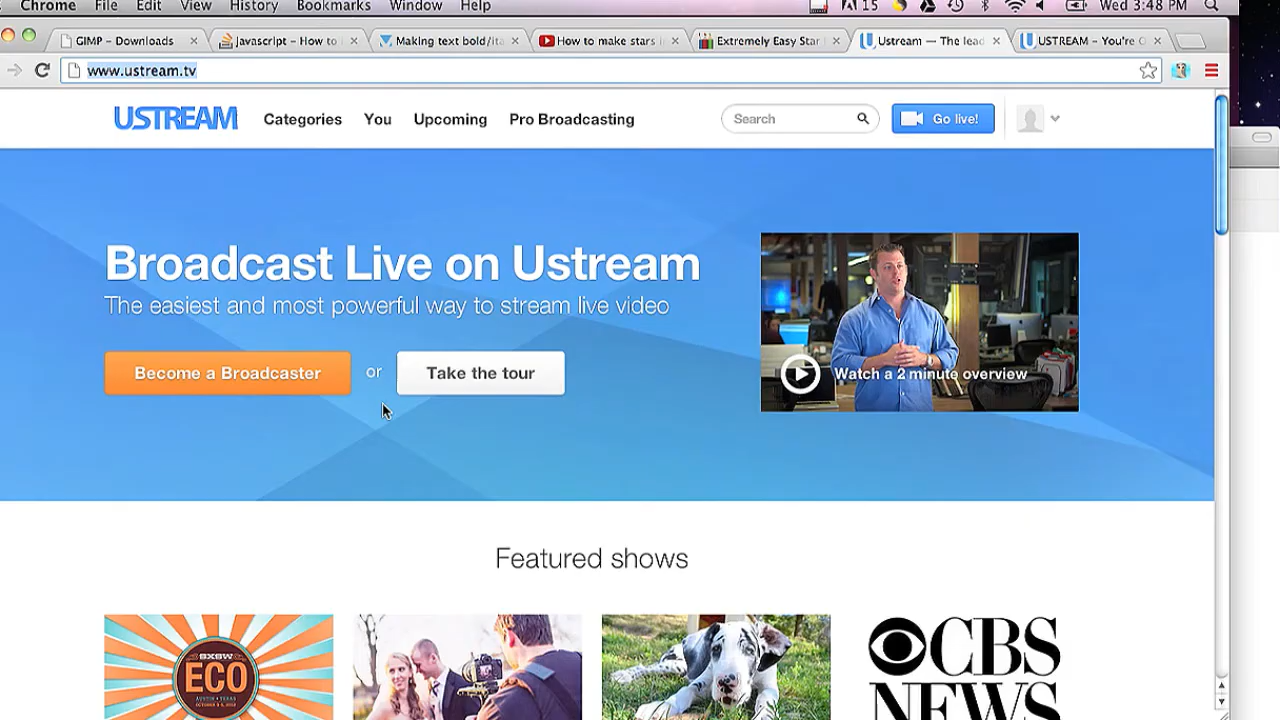 Chrome File Edit View History Bookmarks Window Help 15 Wed 3:48 PM
GIMP – Downloads
javascript – How to
Making text bold/ita
How to make stars i
Extremely Easy Star
Ustream — The lead
USTREAM – You're
www.ustream.tv
USTREAM Categories You Upcoming Pro Broadcasting Search Go live!
Broadcast Live on Ustream
The easiest and most powerful way to stream live video
Become a Broadcaster or Take the tour
Watch a 2 minute overview
Featured shows
SXSW
ECO
AUSTIN • TEXAS
CBS
NEWS